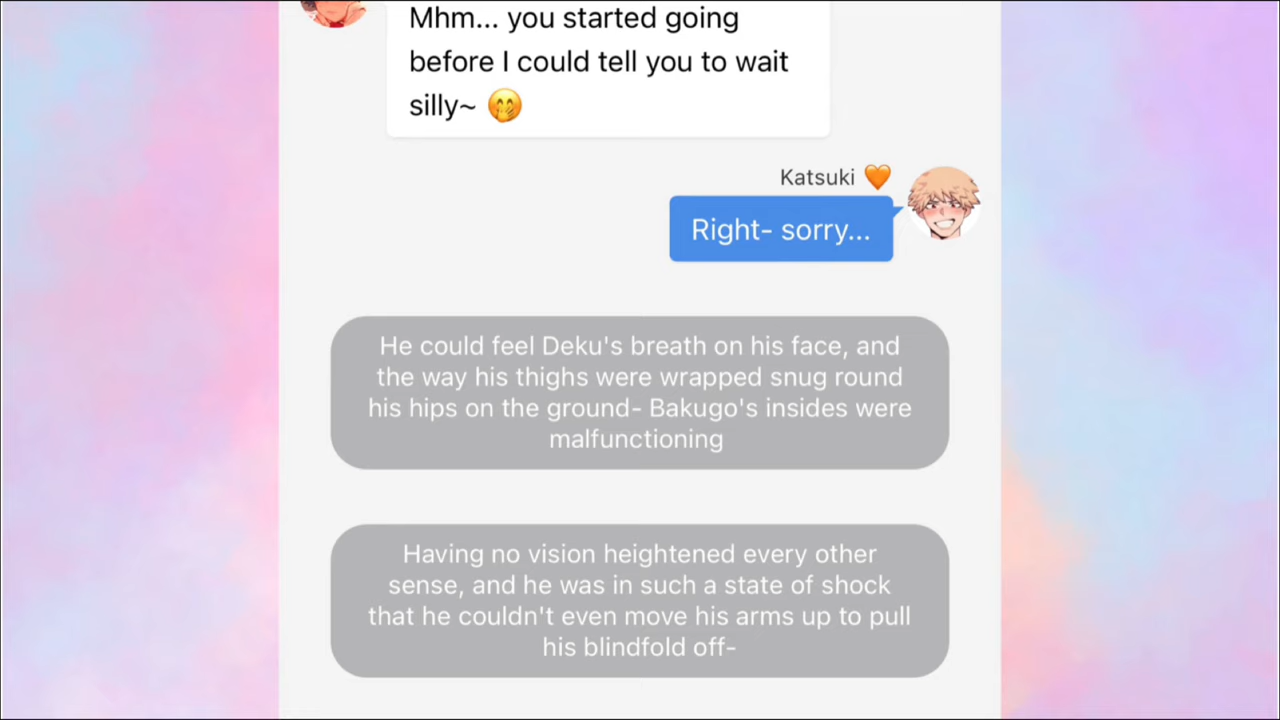 Mhm... you started going
before I could tell you to wait
silly~ 🤭
Katsuki 🧡
Right- sorry...
He could feel Deku's breath on his face, and
the way his thighs were wrapped snug round
his hips on the ground- Bakugo's insides were
malfunctioning
Having no vision heightened every other
sense, and he was in such a state of shock
that he couldn't even move his arms up to pull
his blindfold off-